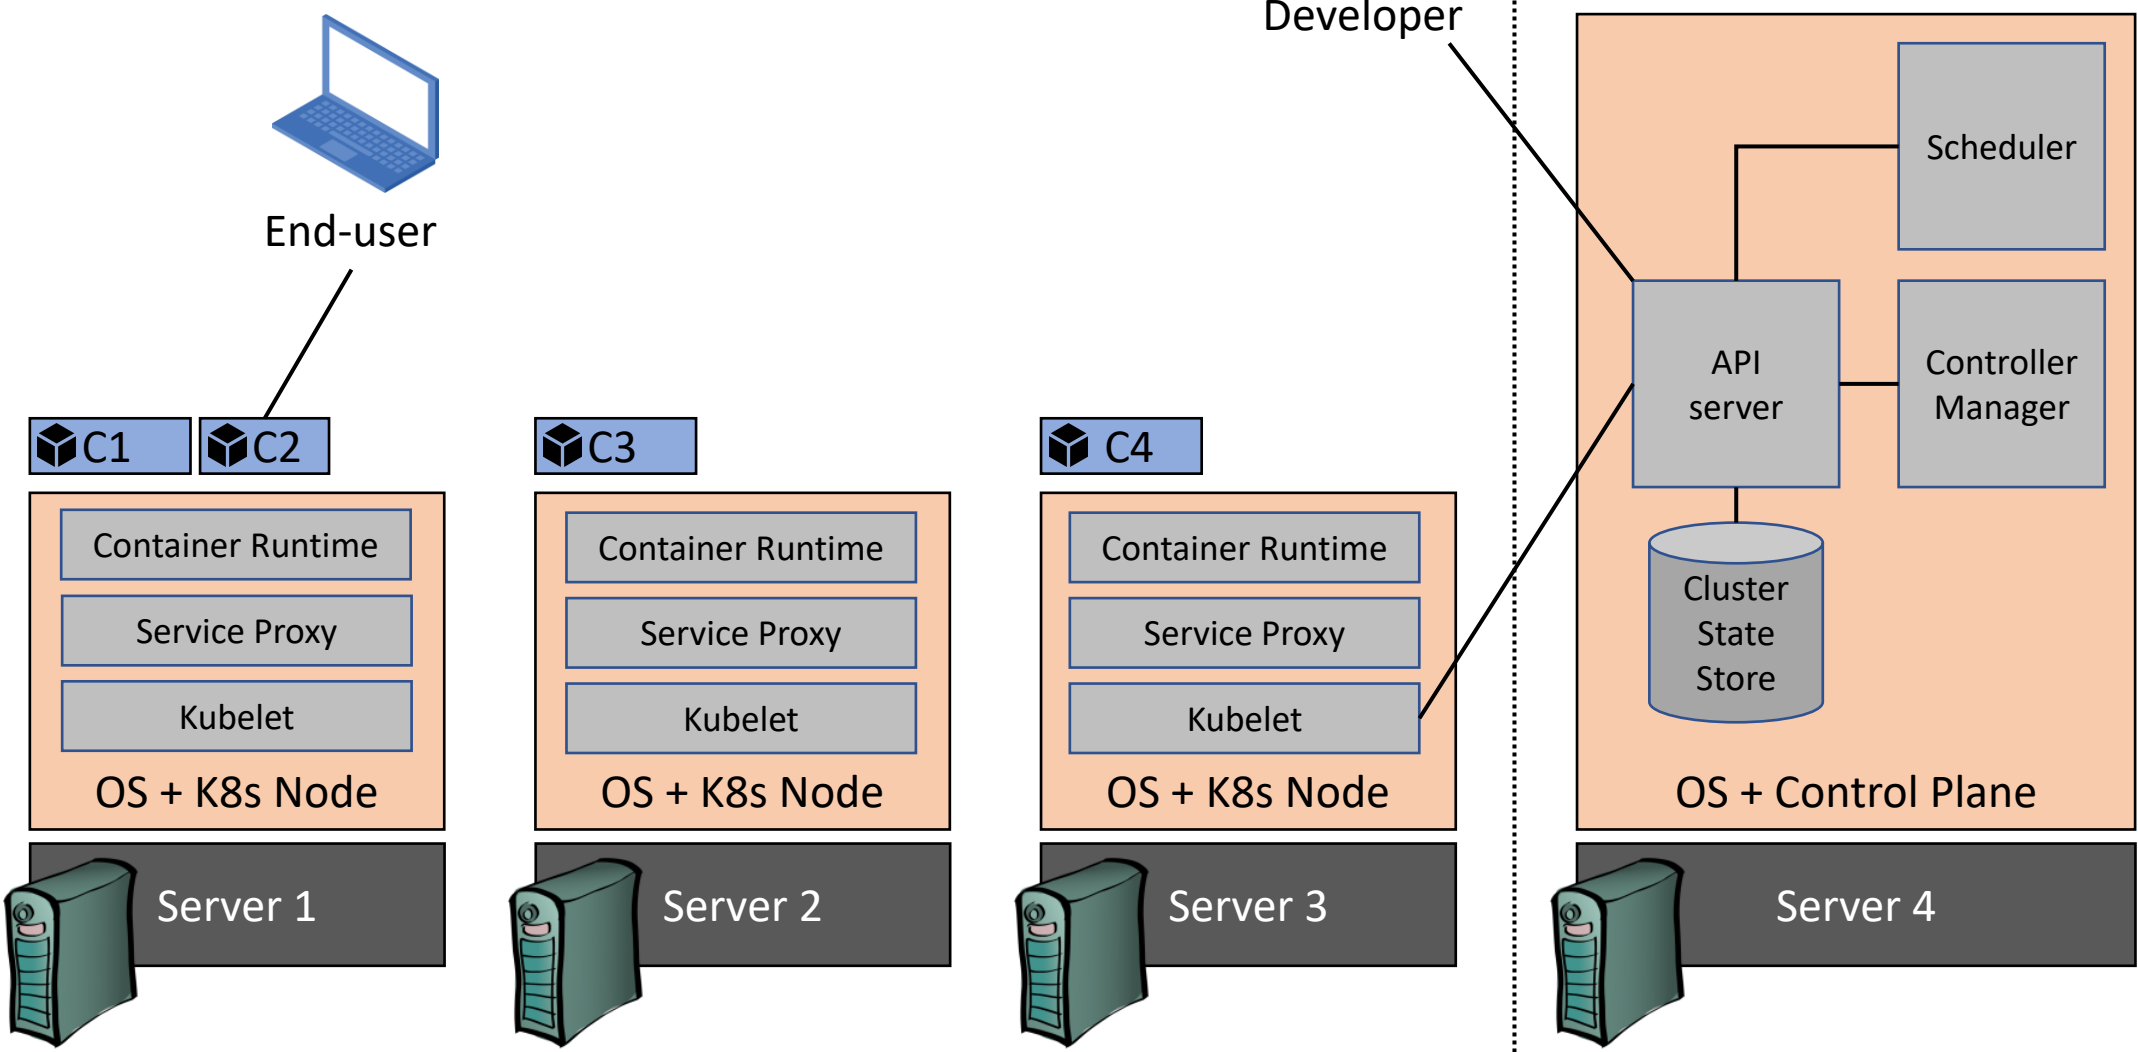 Developer
End-user
Scheduler
API
server
Controller
Manager
C1
C2
C3
C4
Container Runtime
Service Proxy
Kubelet
OS + K8s Node
Container Runtime
Service Proxy
Kubelet
OS + K8s Node
Container Runtime
Service Proxy
Kubelet
OS + K8s Node
Cluster
State
Store
OS + Control Plane
Server 1
Server 2
Server 3
Server 4